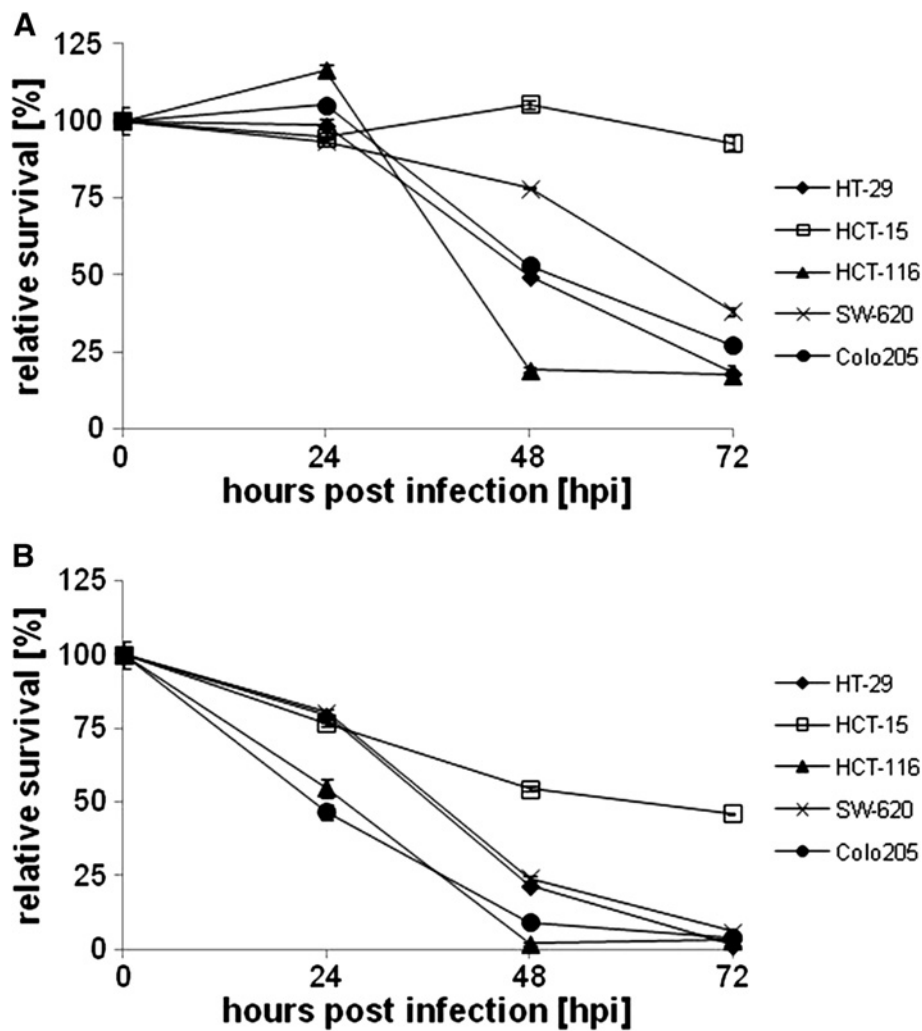 A
relative survival [%]
125
100
75
50
25
0
0 24 48 72
hours post infection [hpi]
HT-29
HCT-15
HCT-116
SW-620
Colo205
B
relative survival [%]
125
100
75
50
25
0
0 24 48 72
hours post infection [hpi]
HT-29
HCT-15
HCT-116
SW-620
Colo205